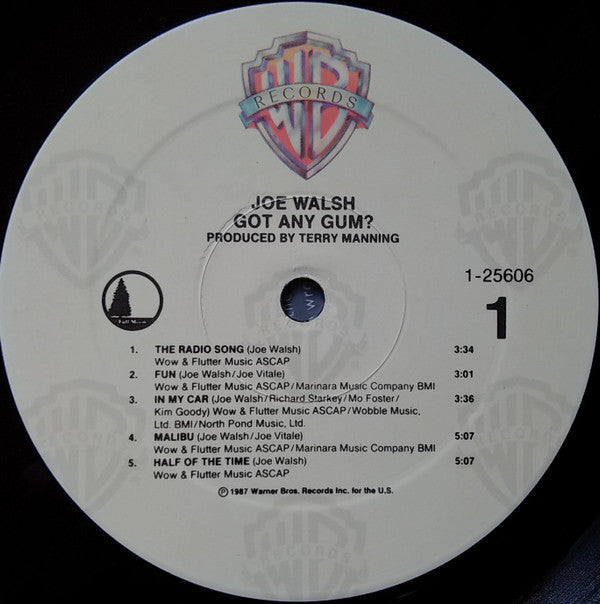 WB
RECORDS
JOE WALSH
GOT ANY GUM?
PRODUCED BY TERRY MANNING
Full Moon
1-25606
1
1. THE RADIO SONG (Joe Walsh) 3:34
Wow & Flutter Music ASCAP
2. FUN (Joe Walsh/Joe Vitale) 3:01
Wow & Flutter Music ASCAP/Marinara Music Company BMI
3. IN MY CAR (Joe Walsh/Richard Starkey/Mo Foster/ 3:36
Kim Goody) Wow & Flutter Music ASCAP/Wobble Music,
Ltd. BMI/North Pond Music, Ltd.
4. MALIBU (Joe Walsh/Joe Vitale) 5:07
Wow & Flutter Music ASCAP/Marinara Music Company BMI
5. HALF OF THE TIME (Joe Walsh) 5:07
Wow & Flutter Music ASCAP
℗ 1987 Warner Bros. Records Inc. for the U.S.